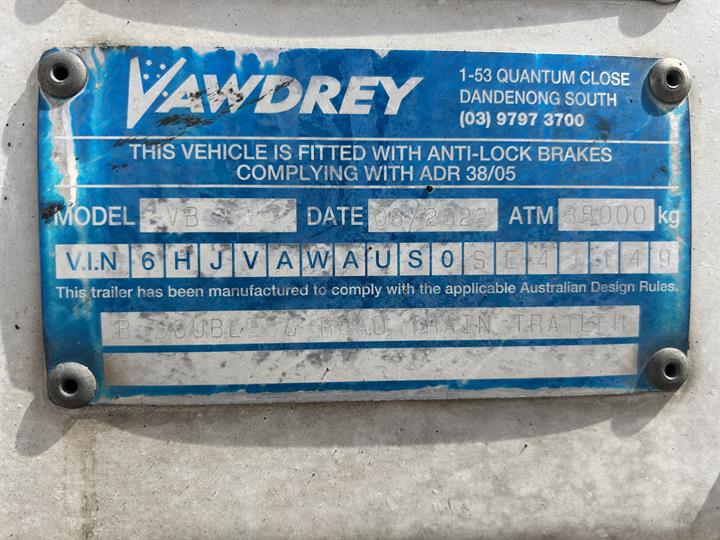 VAWDREY
1-53 QUANTUM CLOSE
DANDENONG SOUTH
(03) 9797 3700
THIS VEHICLE IS FITTED WITH ANTI-LOCK BRAKES
COMPLYING WITH ADR 38/05
MODEL VB DATE 08/2022 ATM 38000 kg
V.I.N 6HJVAWAUS0SE41149
This trailer has been manufactured to comply with the applicable Australian Design Rules.
B DOUBLE & ROAD TRAIN TRAILER